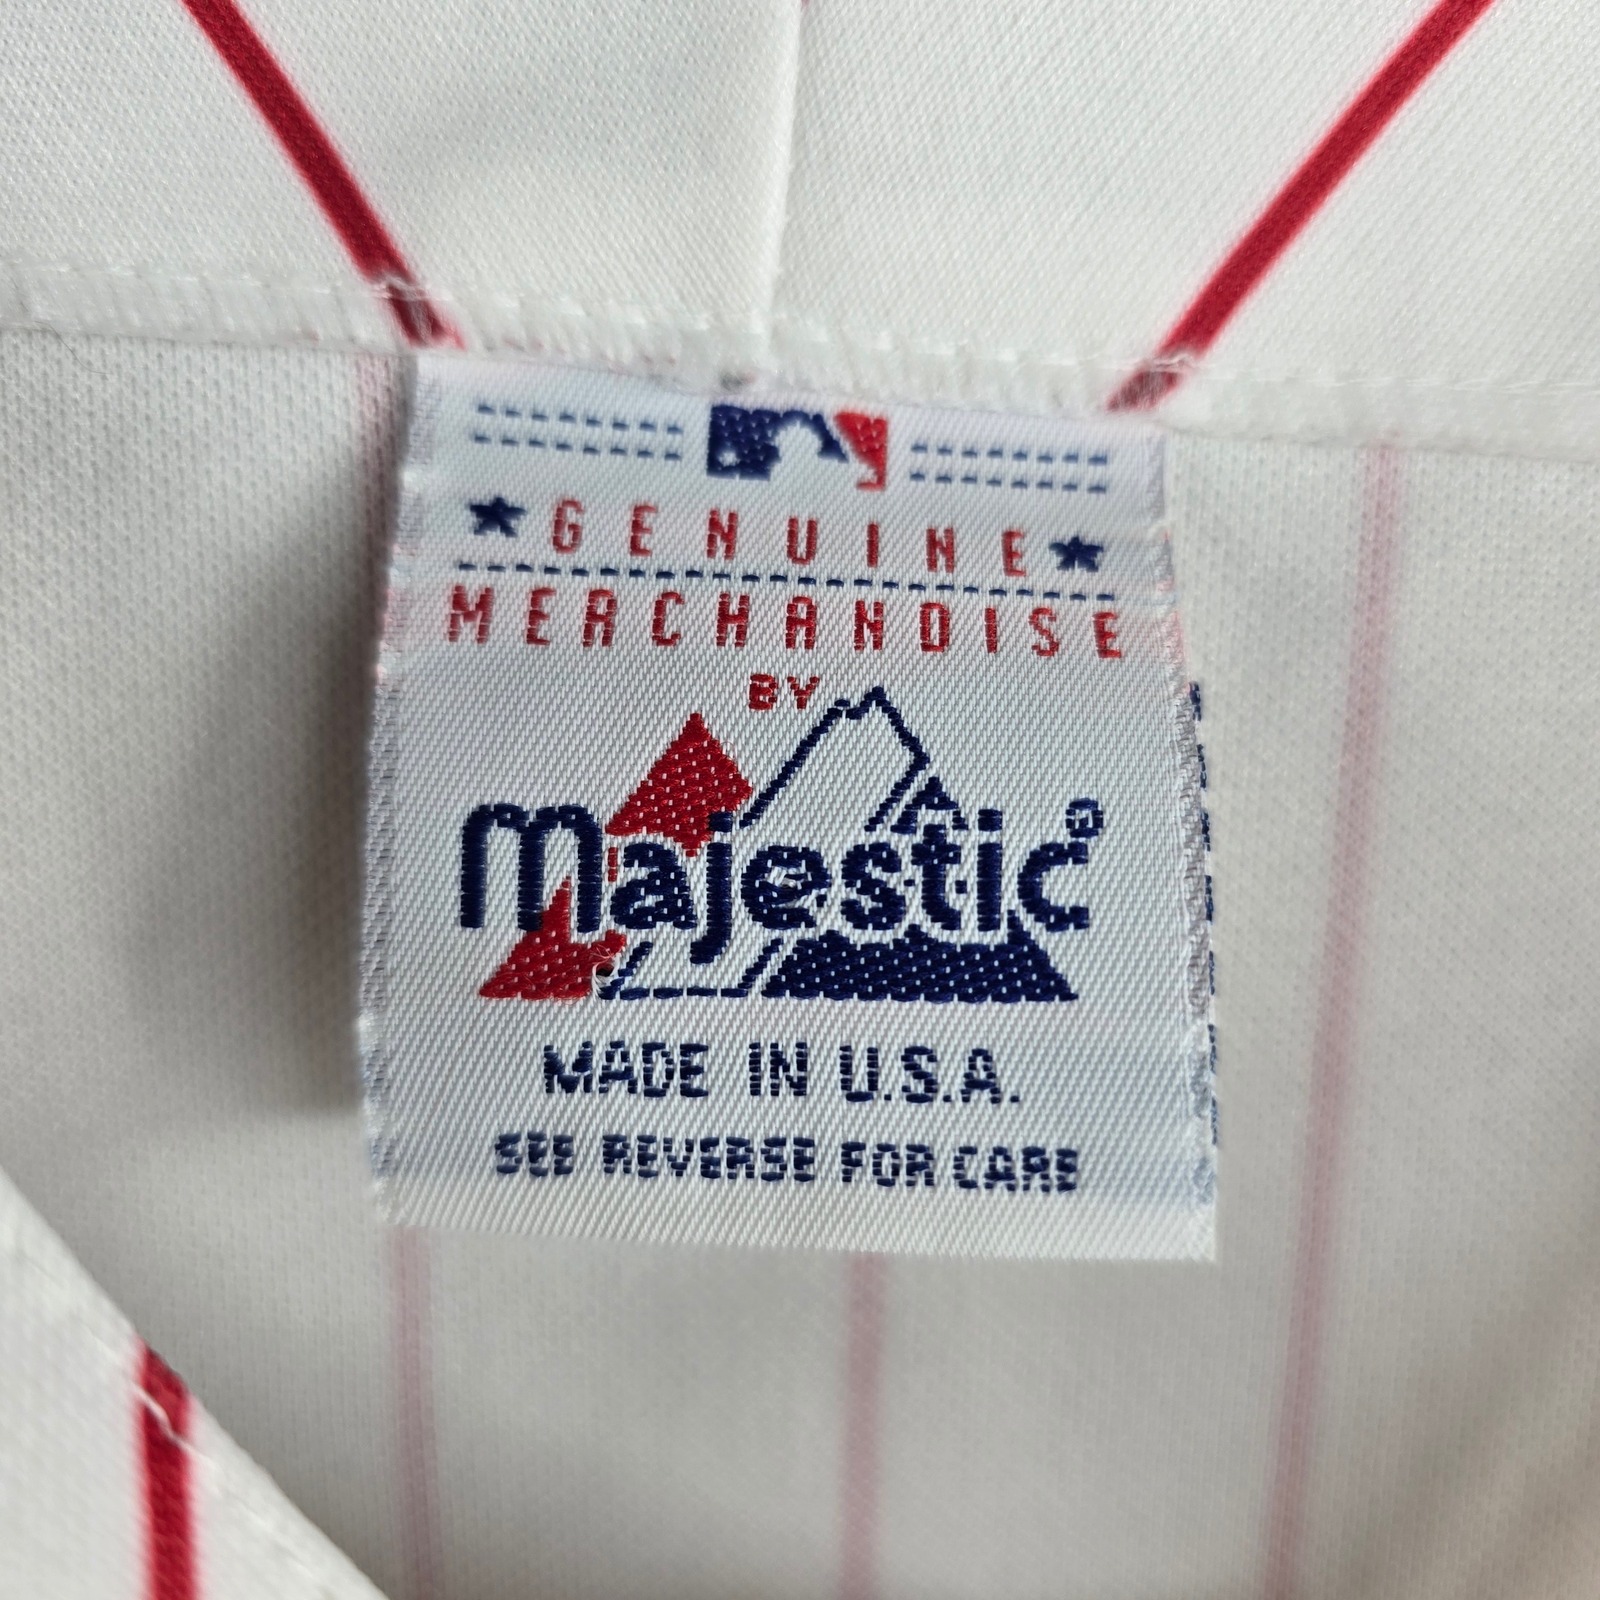 GENUINE
MERCHANDISE
BY
majestic®
MADE IN U.S.A.
SEE REVERSE FOR CARE